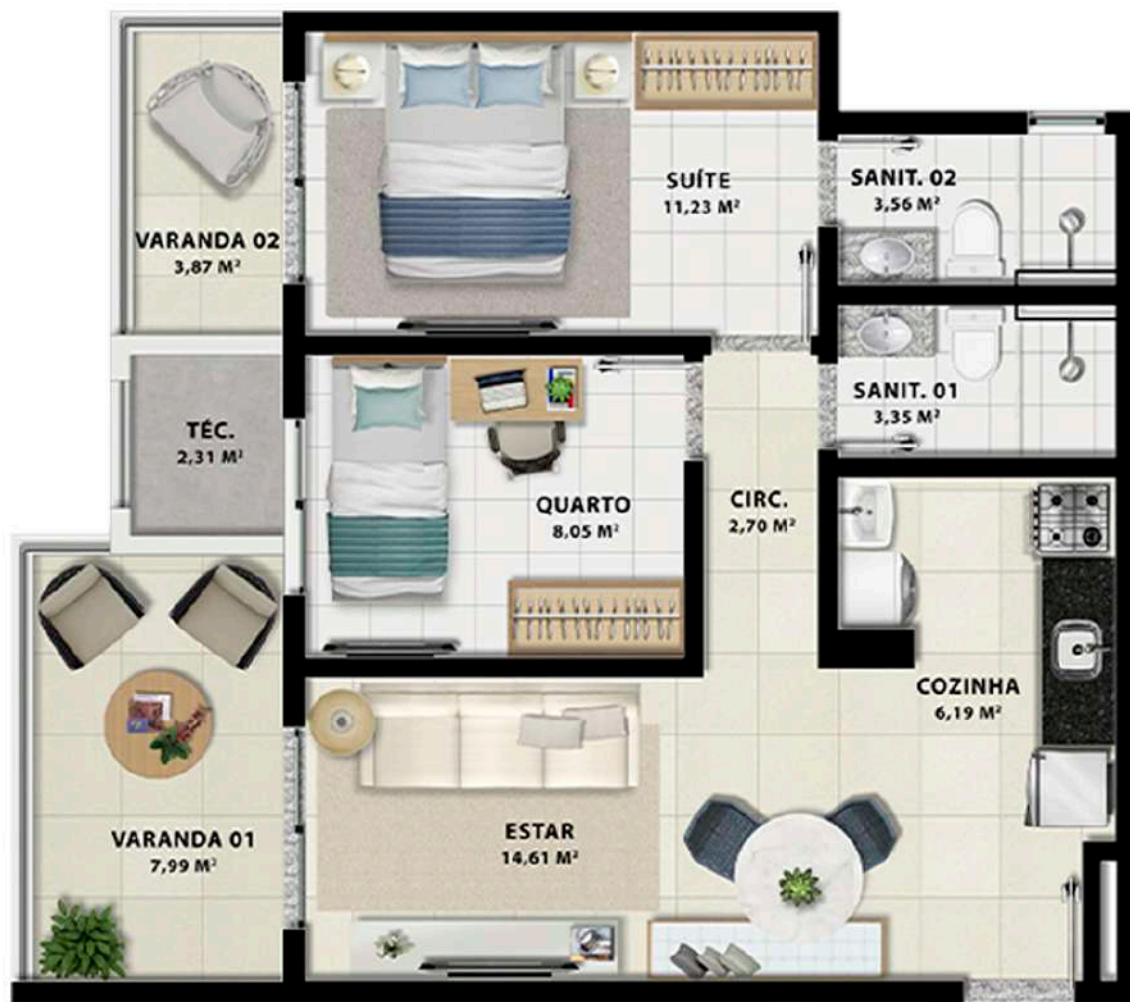 SUÍTE
11,23 M²
SANIT. 02
3,56 M²
VARANDA 02
3,87 M²
SANIT. 01
3,35 M²
TÉC.
2,31 M²
QUARTO
8,05 M²
CIRC.
2,70 M²
COZINHA
6,19 M²
ESTAR
14,61 M²
VARANDA 01
7,99 M²